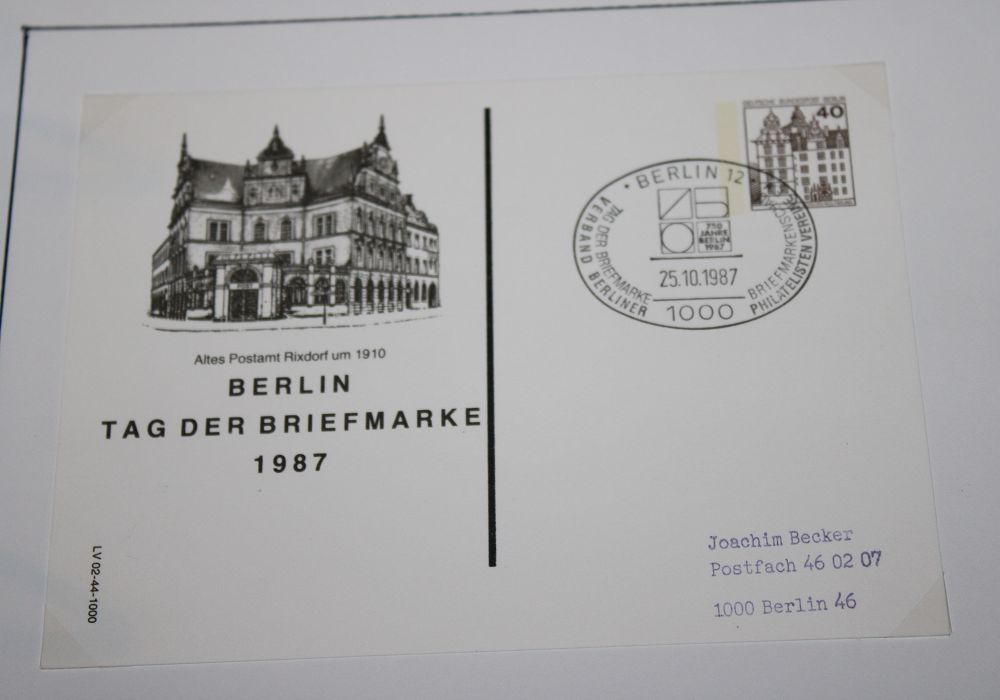 Altes Postamt Rixdorf um 1910
BERLIN
TAG DER BRIEFMARKE
1987
LV 02-44-1000
DEUTSCHE BUNDESPOST BERLIN
40
BERLIN 12
750
JAHRE
BERLIN
1987
25.10.1987
1000
TAG DER BRIEFMARKE
VERBAND BERLINER
PHILATELISTEN VEREINE
Joachim Becker
Postfach 46 02 07
1000 Berlin 46